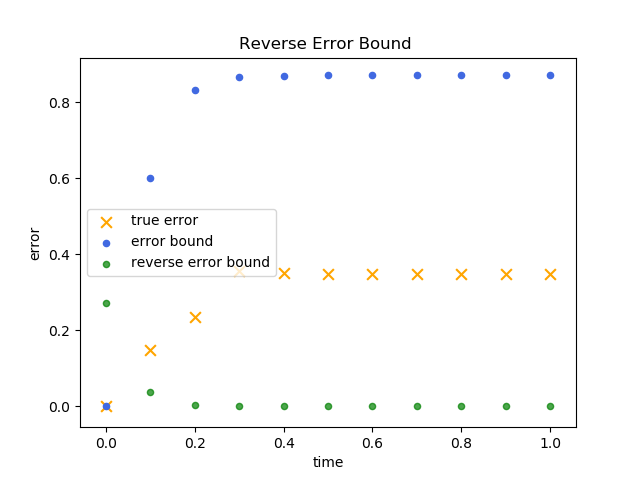 Reverse Error Bound
error
0.8
0.6
0.4
0.2
0.0
true error
error bound
reverse error bound
0.0 0.2 0.4 0.6 0.8 1.0
time